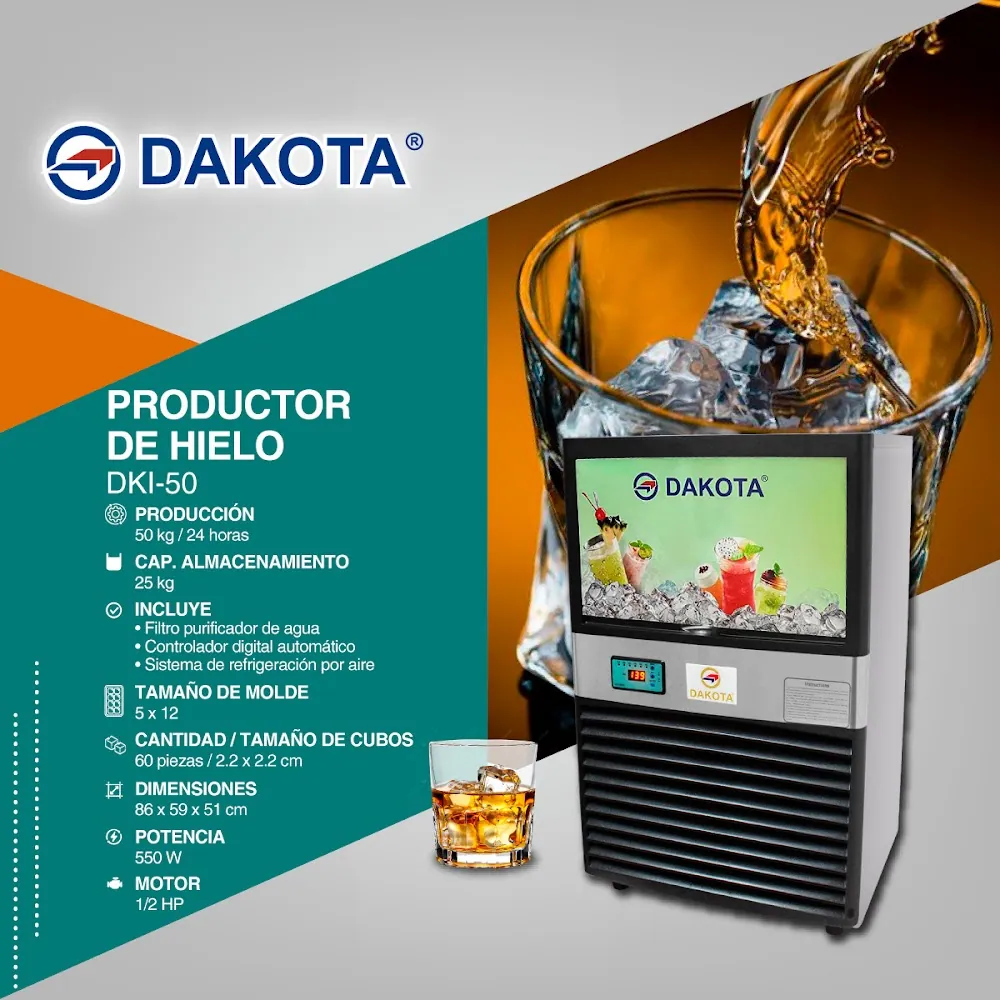 DAKOTA®
PRODUCTOR
DE HIELO
DKI-50
PRODUCCIÓN
50 kg / 24 horas
CAP. ALMACENAMIENTO
25 kg
INCLUYE
• Filtro purificador de agua
• Controlador digital automático
• Sistema de refrigeración por aire
TAMAÑO DE MOLDE
5 x 12
CANTIDAD / TAMAÑO DE CUBOS
60 piezas / 2.2 x 2.2 cm
DIMENSIONES
86 x 59 x 51 cm
POTENCIA
550 W
MOTOR
1/2 HP
DAKOTA®
139
DAKOTA